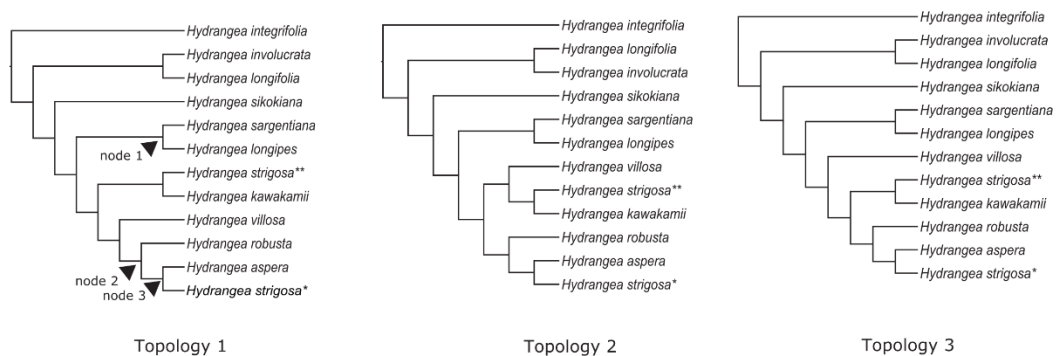 Hydrangea integrifolia
Hydrangea involucrata
Hydrangea longifolia
Hydrangea sikokiana
Hydrangea sargentiana
node 1
Hydrangea longipes
Hydrangea strigosa**
Hydrangea kawakamii
Hydrangea villosa
Hydrangea robusta
Hydrangea aspera
node 2
node 3
Hydrangea strigosa*
Topology 1
Hydrangea integrifolia
Hydrangea longifolia
Hydrangea involucrata
Hydrangea sikokiana
Hydrangea sargentiana
Hydrangea longipes
Hydrangea villosa
Hydrangea strigosa**
Hydrangea kawakamii
Hydrangea robusta
Hydrangea aspera
Hydrangea strigosa*
Topology 2
Hydrangea integrifolia
Hydrangea involucrata
Hydrangea longifolia
Hydrangea sikokiana
Hydrangea sargentiana
Hydrangea longipes
Hydrangea villosa
Hydrangea strigosa**
Hydrangea kawakamii
Hydrangea robusta
Hydrangea aspera
Hydrangea strigosa*
Topology 3